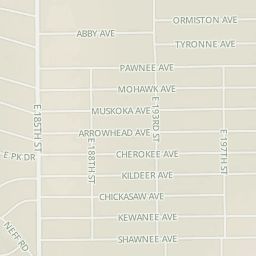 ORMISTON AVE
ABBY AVE
TYRONNE AVE
PAWNEE AVE
MOHAWK AVE
E 185TH ST
MUSKOKA AVE
E 193RD ST
ARROWHEAD AVE
E 188TH ST
E 197TH ST
E PK DR
CHEROKEE AVE
KILDEER AVE
CHICKASAW AVE
NEFF RD
KEWANEE AVE
SHAWNEE AVE